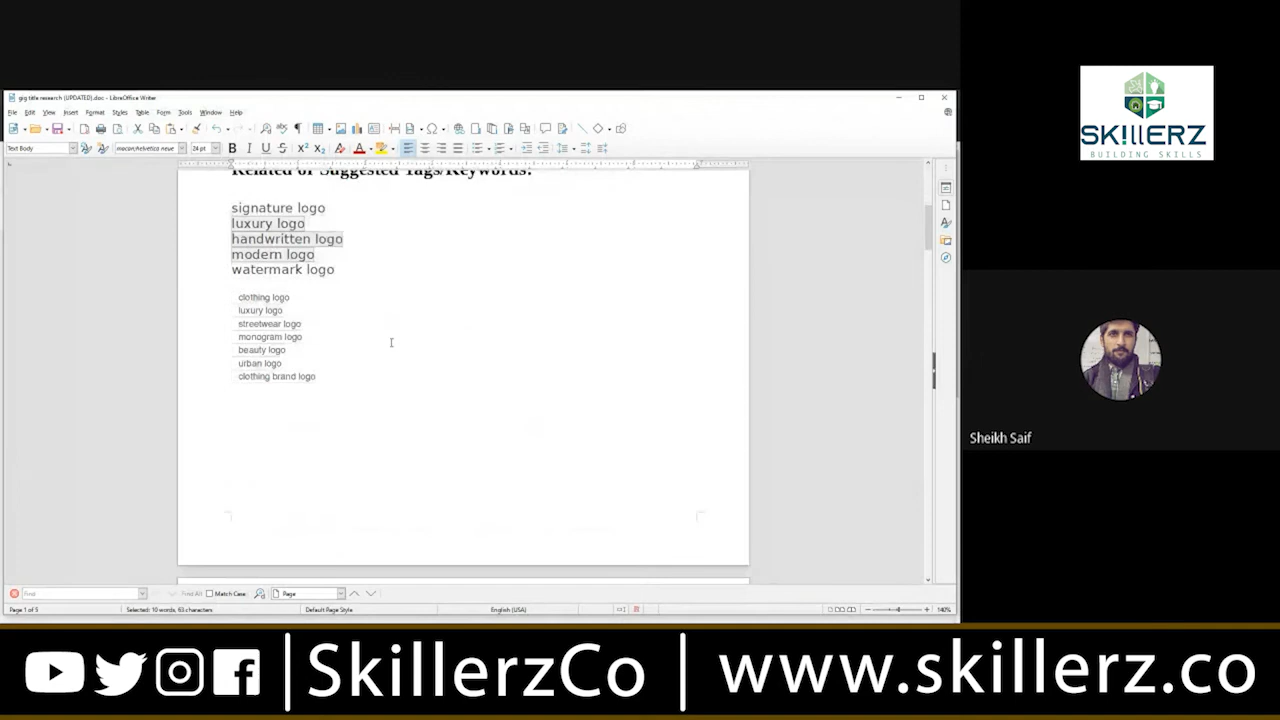 gig title research (UPDATED).doc - LibreOffice Writer
File Edit View Insert Format Styles Table Form Tools Window Help
Text Body
24 pt
Related or Suggested Tags/Keywords:
signature logo
luxury logo
handwritten logo
modern logo
watermark logo
clothing logo
luxury logo
streetwear logo
monogram logo
beauty logo
urban logo
clothing brand logo
Find
Find All
Match Case
Page
Page 1 of 5
Selected: 10 words, 63 characters
Default Page Style
English (USA)
140%
SKILLERZ
BUILDING SKILLS
Sheikh Saif
SkillerzCo
www.skillerz.co